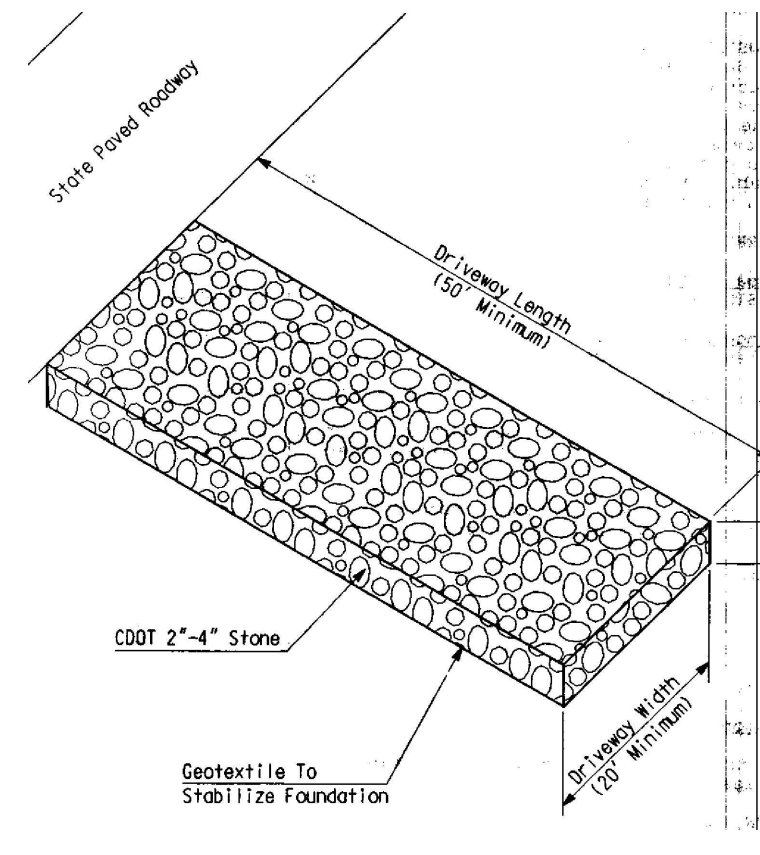 State Paved Roadway
Driveway Length
(50' Minimum)
CDOT 2"-4" Stone
Driveway Width
(20' Minimum)
Geotextile To
Stabilize Foundation